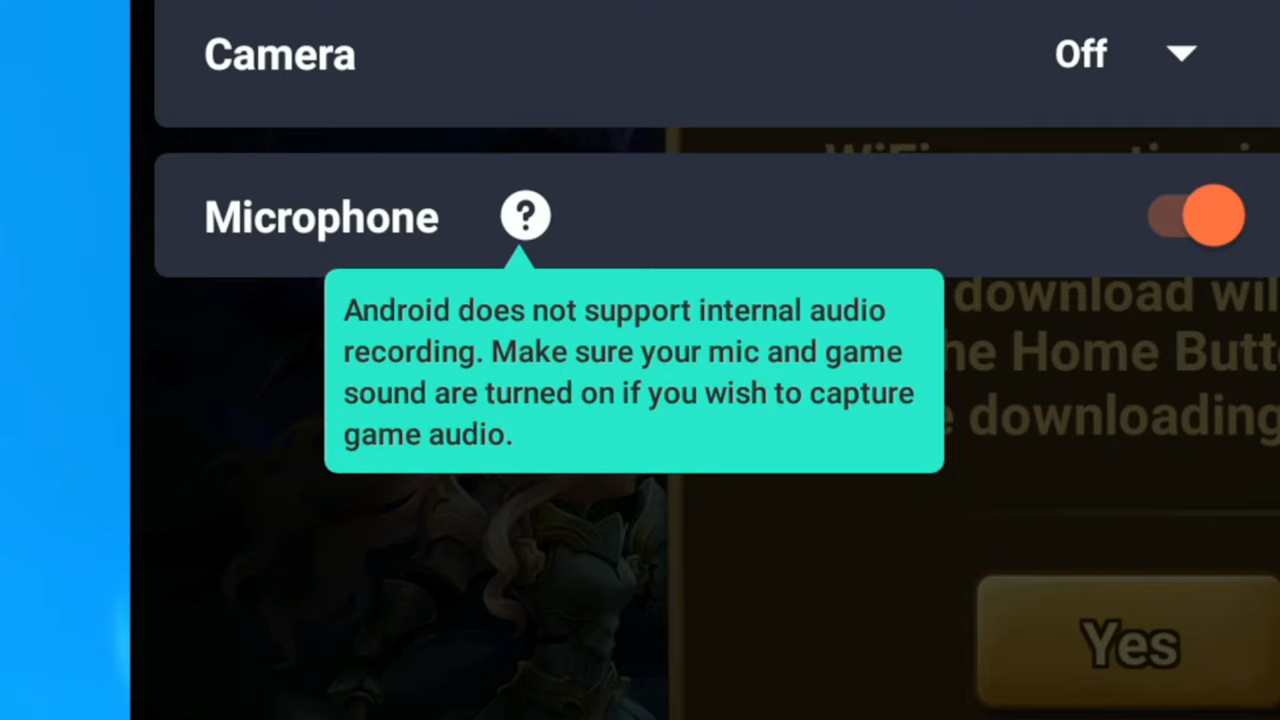 Camera
Off
Microphone
?
Android does not support internal audio
recording. Make sure your mic and game
sound are turned on if you wish to capture
game audio.
download wil
he Home Butt
downloading
Yes